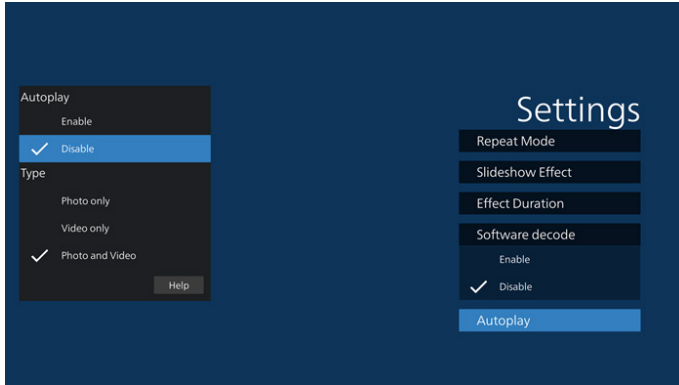 Autoplay
Enable
Disable
Type
Photo only
Video only
Photo and Video
Help
Settings
Repeat Mode
Slideshow Effect
Effect Duration
Software decode
Enable
Disable
Autoplay